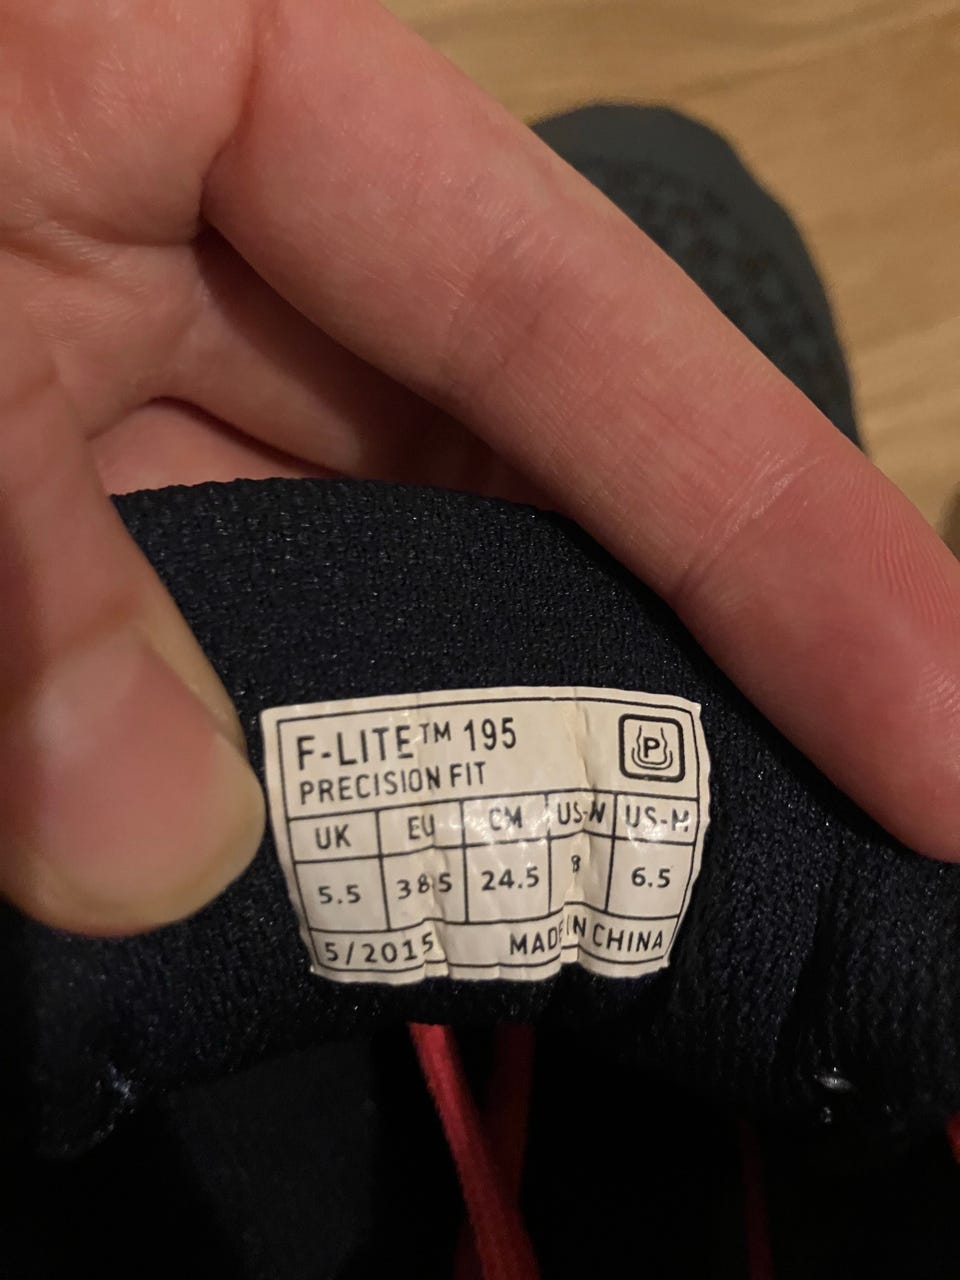 F-LITE™ 195
PRECISION FIT
P
UK EU CM US-W US-M
5.5 38.5 24.5 8 6.5
5/2015 MADE IN CHINA